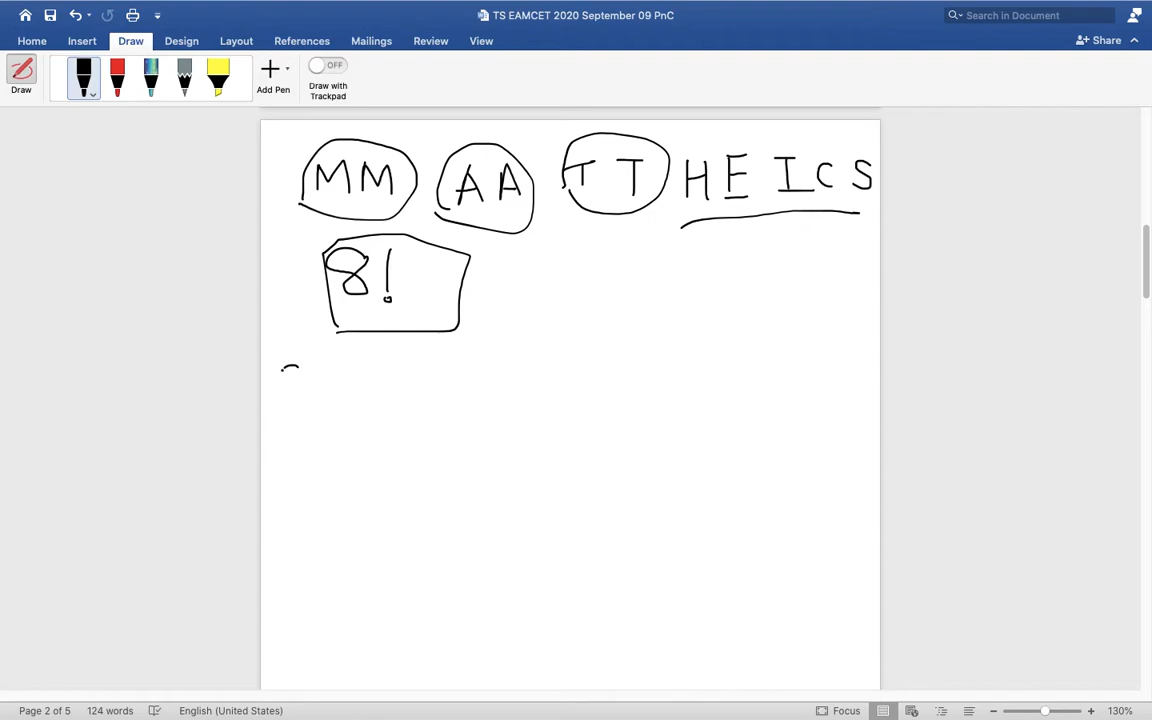 TS EAMCET 2020 September 09 PnC
Search in Document
Home Insert Draw Design Layout References Mailings Review View
Share
Draw
Add Pen
OFF
Draw with
Trackpad
MM AA TT HEICS
8!
Page 2 of 5 124 words English (United States) Focus 130%